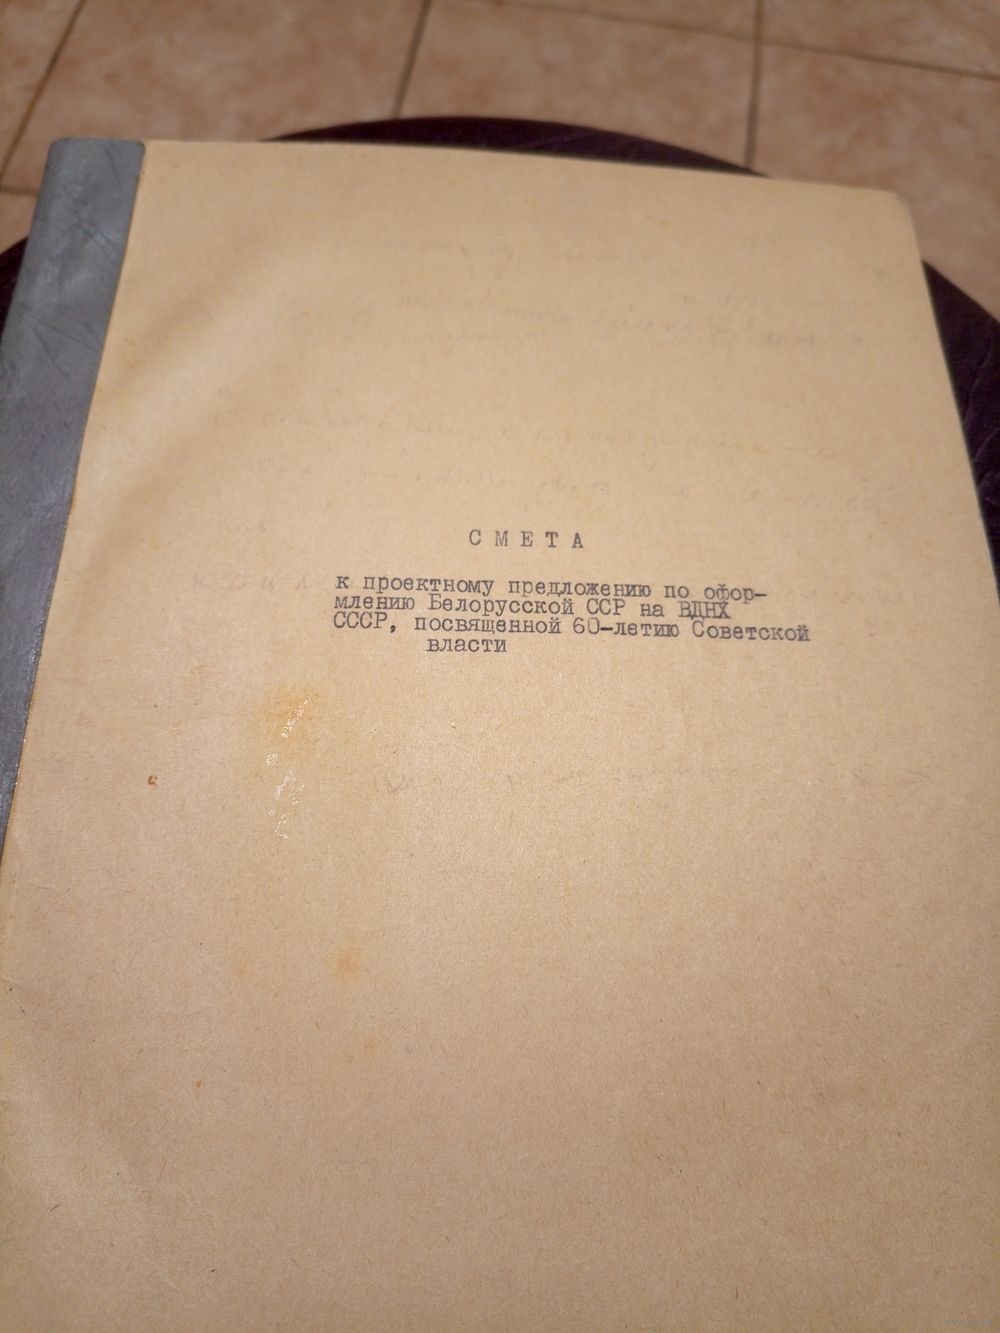 СМЕТА
к проектному предложению по офор-
млению Белорусской ССР на ВДНХ
СССР, посвященной 60-летию Советской
власти